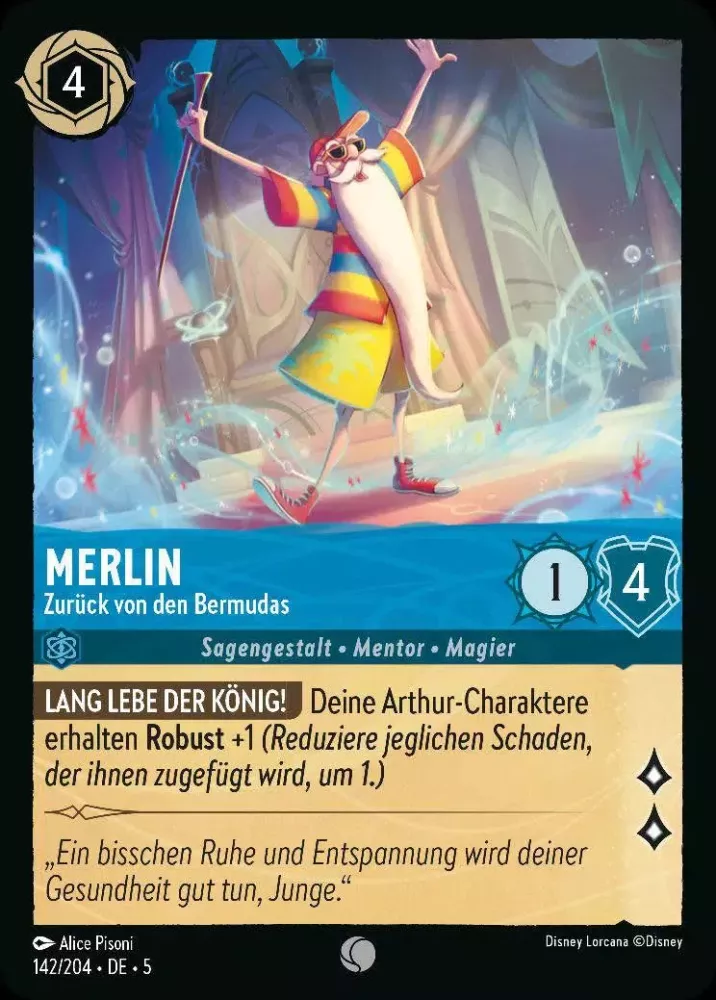 4
MERLIN
Zurück von den Bermudas
1
4
Sagengestalt • Mentor • Magier
LANG LEBE DER KÖNIG! Deine Arthur-Charaktere
erhalten Robust +1 (Reduziere jeglichen Schaden,
der ihnen zugefügt wird, um 1.)
„Ein bisschen Ruhe und Entspannung wird deiner
Gesundheit gut tun, Junge.“
Alice Pisoni
Disney Lorcana ©Disney
142/204 • DE • 5